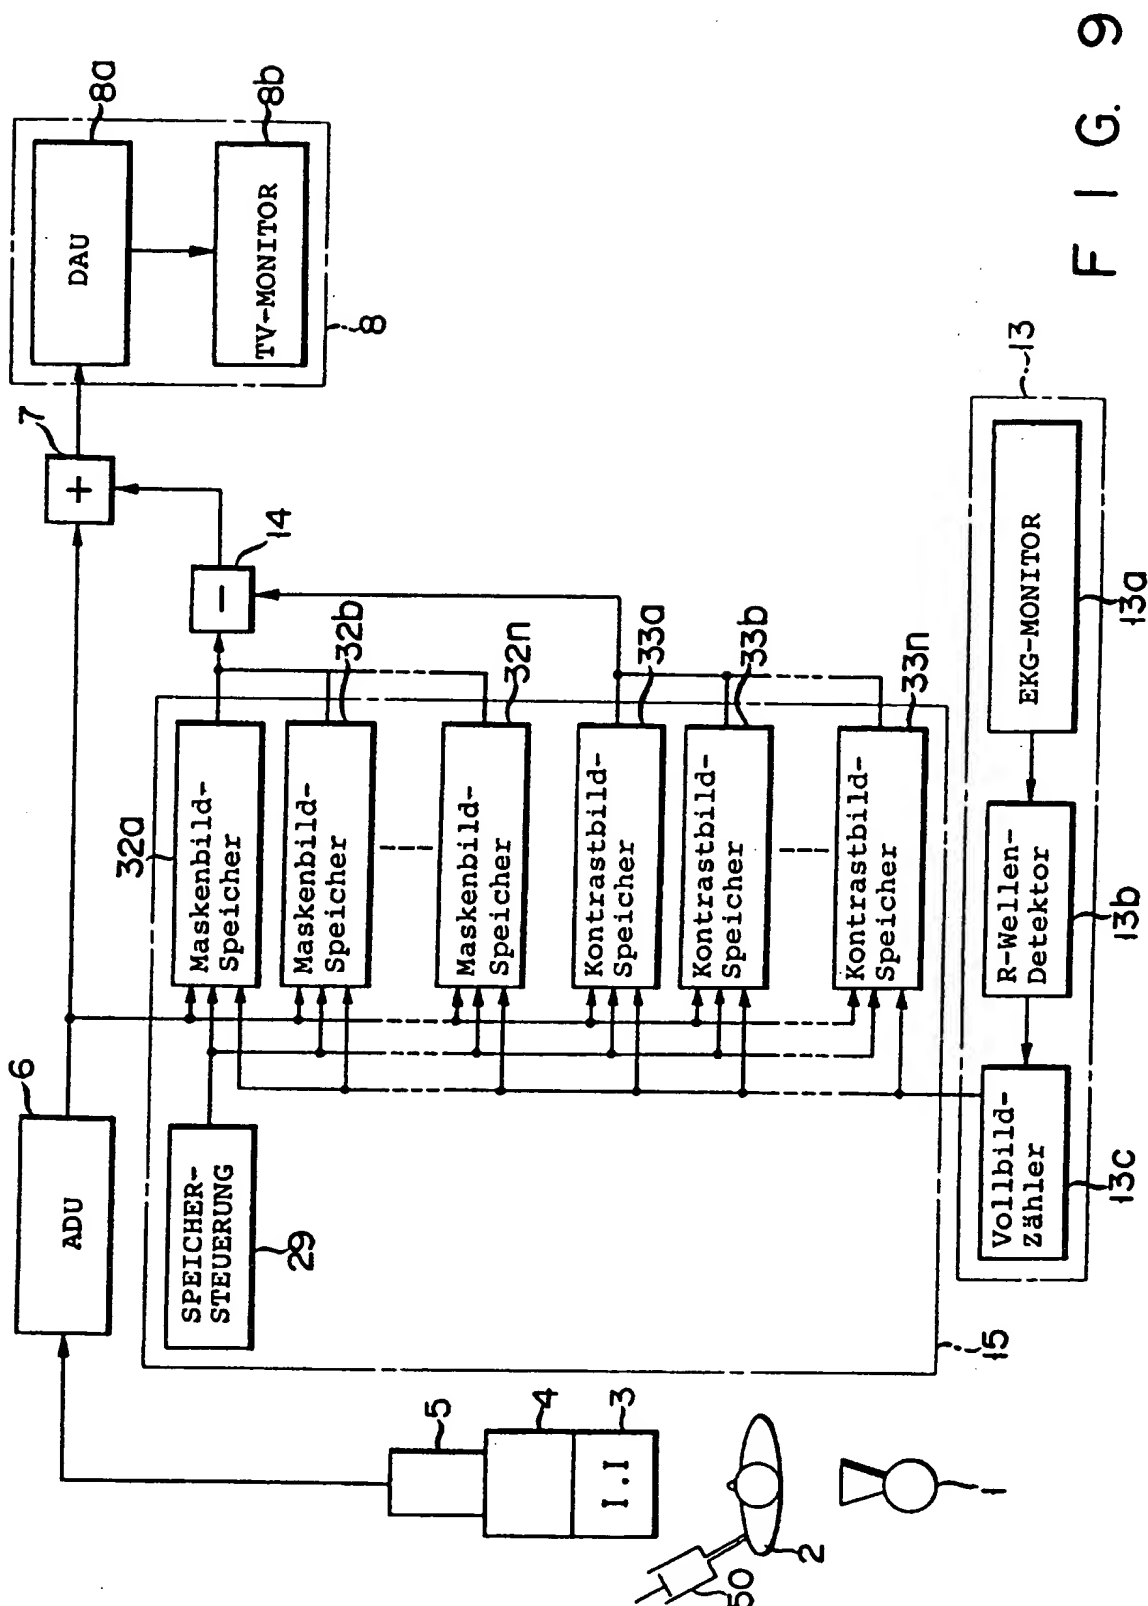 FIG. 9
8a
DAU
8b
TV-MONITOR
8
7
+
14
−
32a
Maskenbild-
Speicher
32b
Maskenbild-
Speicher
32n
Maskenbild-
Speicher
33a
Kontrastbild-
Speicher
33b
Kontrastbild-
Speicher
33n
Kontrastbild-
Speicher
6
ADU
SPEICHER-
STEUERUNG
29
15
13
EKG-MONITOR
13a
R-Wellen-
Detektor
13b
Vollbild-
Zähler
13c
5
4
3
I.I
2
50
1